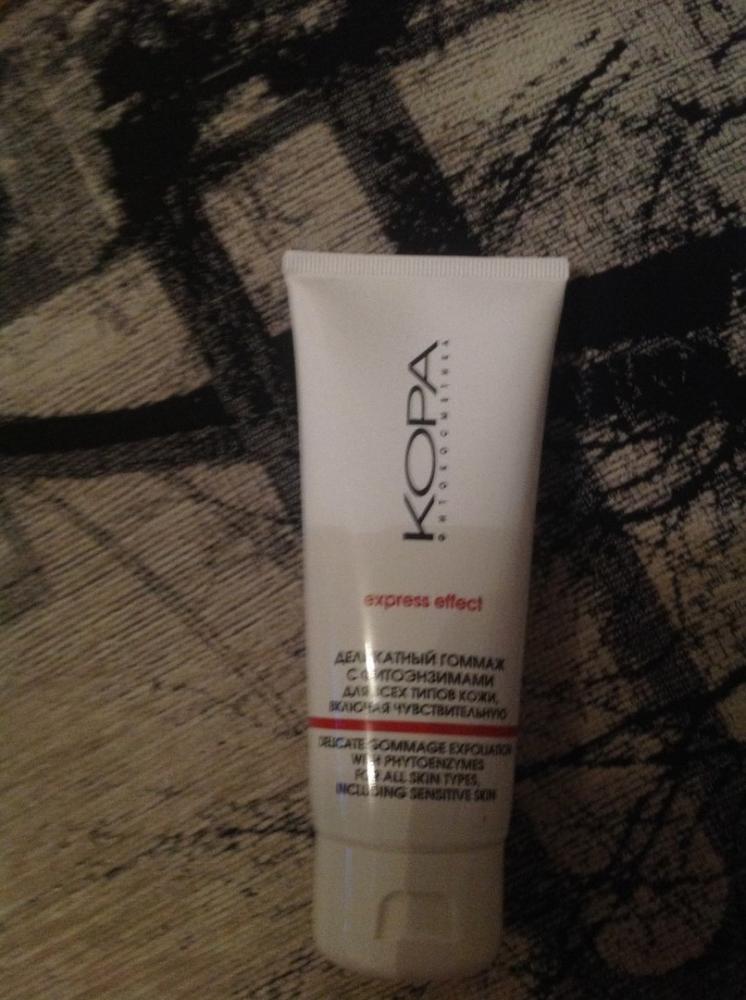 КОРА
ФИТОКОСМЕТИКА
express effect
ДЕЛИКАТНЫЙ ГОММАЖ
С ФИТОЭНЗИМАМИ
ДЛЯ ВСЕХ ТИПОВ КОЖИ,
ВКЛЮЧАЯ ЧУВСТВИТЕЛЬНУЮ
DELICATE GOMMAGE EXFOLIATION
WITH PHYTOENZYMES
FOR ALL SKIN TYPES,
INCLUDING SENSITIVE SKIN